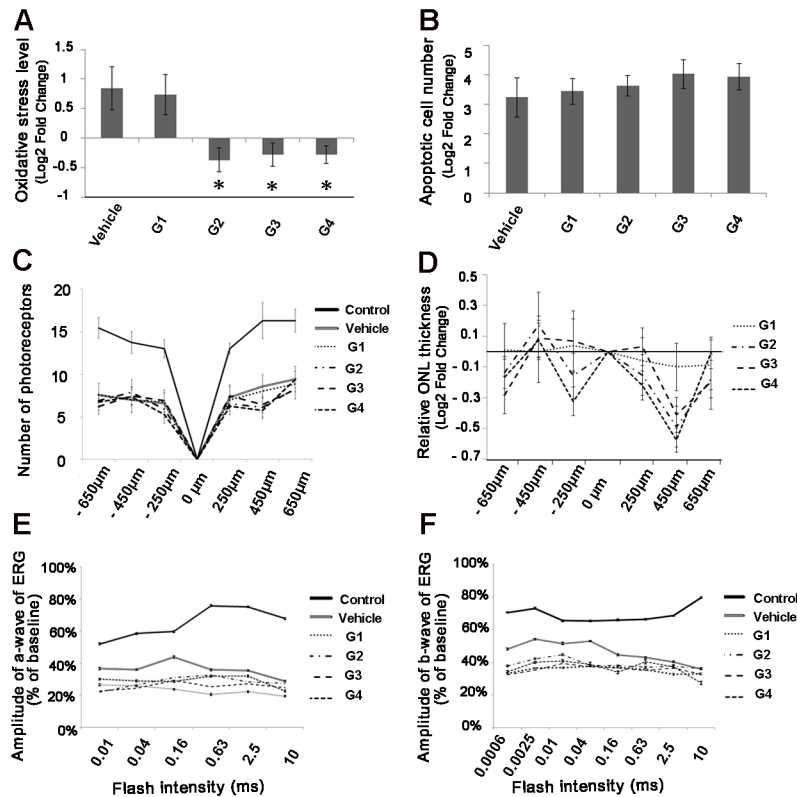 A
Oxidative stress level
(Log2 Fold Change)
1.5
1
0.5
0
-0.5
-1
* * *
Vehicle G1 G2 G3 G4
B
Apoptotic cell number
(Log2 Fold Change)
5
4
3
2
1
0
Vehicle G1 G2 G3 G4
C
Number of photoreceptors
20
15
10
5
0
- 650µm - 450µm - 250µm 0 µm 250µm 450µm 650µm
Control
Vehicle
G1
G2
G3
G4
D
Relative ONL thickness
(Log2 Fold Change)
0.5
0.3
0.1
- 0.1
- 0.3
- 0.5
- 0.7
- 650µm - 450µm - 250µm 0 µm 250µm 450µm 650µm
G1
G2
G3
G4
E
Amplitude of a-wave of ERG
(% of baseline)
100%
80%
60%
40%
20%
0%
0.01 0.04 0.16 0.63 2.5 10
Flash intensity (ms)
Control
Vehicle
G1
G2
G3
G4
F
Amplitude of b-wave of ERG
(% of baseline)
100%
80%
60%
40%
20%
0%
0.0006 0.0025 0.01 0.04 0.16 0.63 2.5 10
Flash intensity (ms)
Control
Vehicle
G1
G2
G3
G4